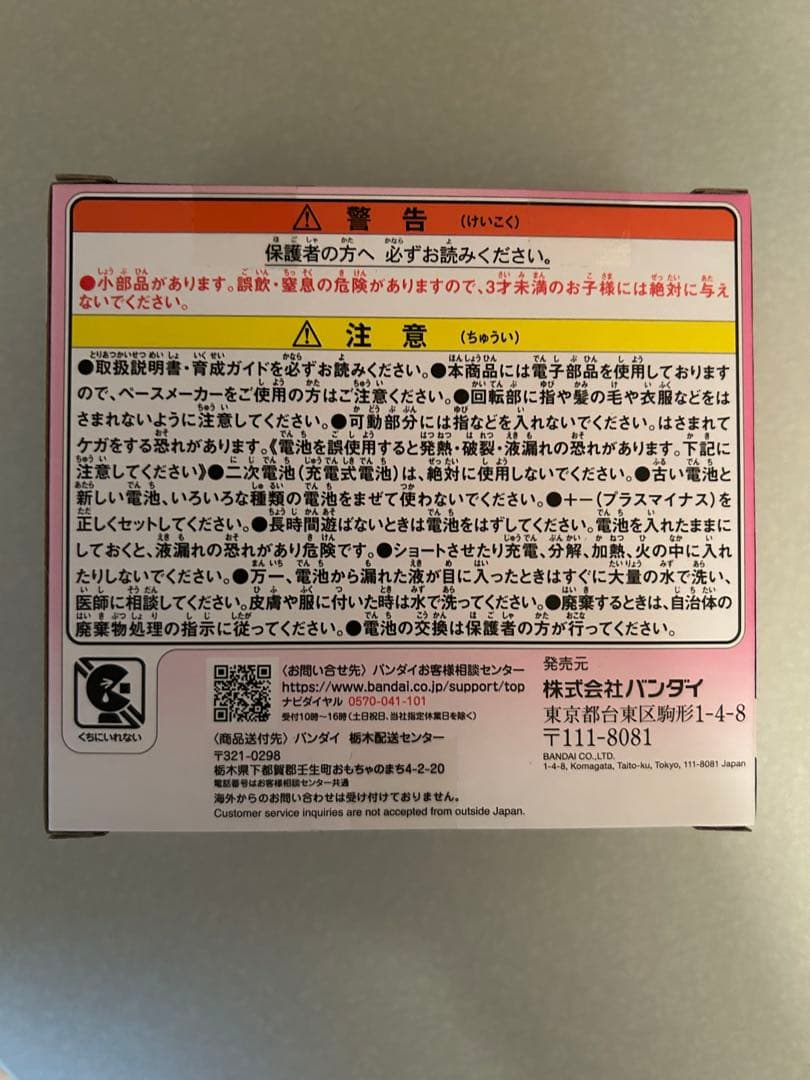 ⚠ 警告 (けいこく)
保護者の方へ 必ずお読みください。
●小部品があります。誤飲・窒息の危険がありますので、3才未満のお子様には絶対に与え
ないでください。
⚠ 注意 (ちゅうい)
●取扱説明書・育成ガイドを必ずお読みください。●本商品には電子部品を使用しております
ので、ペースメーカーをご使用の方はご注意ください。●回転部に指や髪の毛や衣服などをは
さまれないように注意してください。●可動部分には指などを入れないでください。はさまれて
ケガをする恐れがあります。《電池を誤使用すると発熱・破裂・液漏れの恐れがあります。下記に
注意してください》●二次電池(充電式電池)は、絶対に使用しないでください。●古い電池と
新しい電池、いろいろな種類の電池をまぜて使わないでください。●+-(プラスマイナス)を
正しくセットしてください。●長時間遊ばないときは電池をはずしてください。電池を入れたままに
しておくと、液漏れの恐れがあり危険です。●ショートさせたり充電、分解、加熱、火の中に入れ
たりしないでください。●万一、電池から漏れた液が目に入ったときはすぐに大量の水で洗い、
医師に相談してください。皮膚や服に付いた時は水で洗ってください。●廃棄するときは、自治体の
廃棄物処理の指示に従ってください。●電池の交換は保護者の方が行ってください。
くちにいれない
〈お問い合せ先〉バンダイお客様相談センター
https://www.bandai.co.jp/support/top
ナビダイヤル 0570-041-101
受付10時〜16時(土日祝日、当社指定休業日を除く)
〈商品送付先〉バンダイ 栃木配送センター
〒321-0298
栃木県下都賀郡壬生町おもちゃのまち4-2-20
電話番号はお客様相談センター共通
海外からのお問い合わせは受け付けておりません。
Customer service inquiries are not accepted from outside Japan.
発売元
株式会社バンダイ
東京都台東区駒形1-4-8
〒111-8081
BANDAI CO.,LTD.
1-4-8, Komagata, Taito-ku, Tokyo, 111-8081 Japan